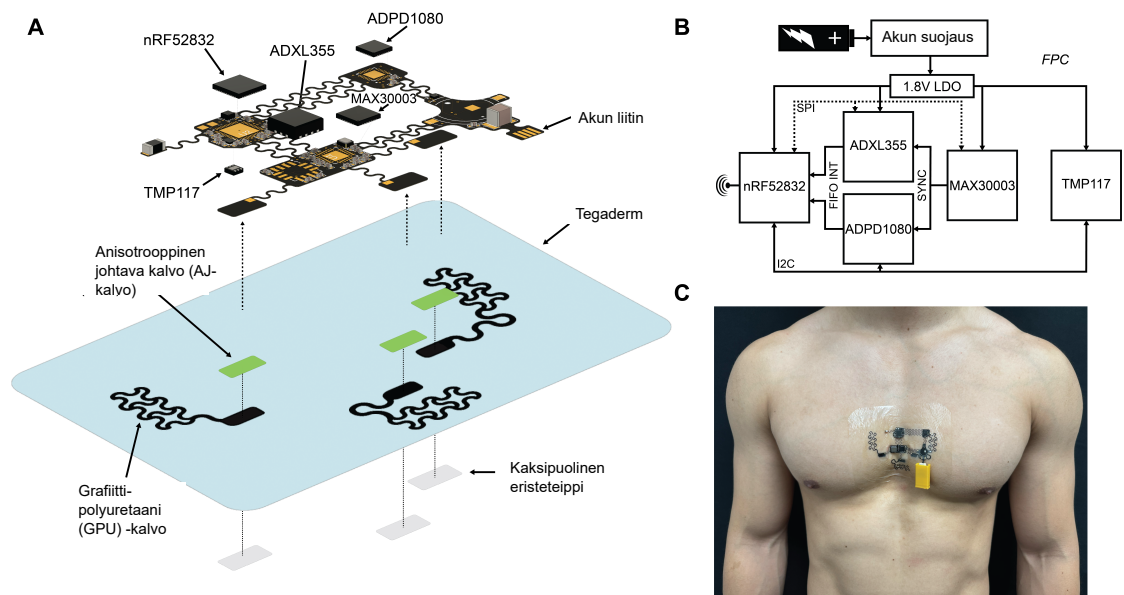 A
nRF52832
ADXL355
ADPD1080
MAX30003
Akun liitin
TMP117
Tegaderm
Anisotrooppinen
johtava kalvo (AJ-
kalvo)
Grafiitti-
polyuretaani
(GPU) -kalvo
Kaksipuolinen
eristeteippi
B
Akun suojaus
FPC
1.8V LDO
SPI
ADXL355
nRF52832
FIFO INT
SYNC
MAX30003
TMP117
ADPD1080
I2C
C